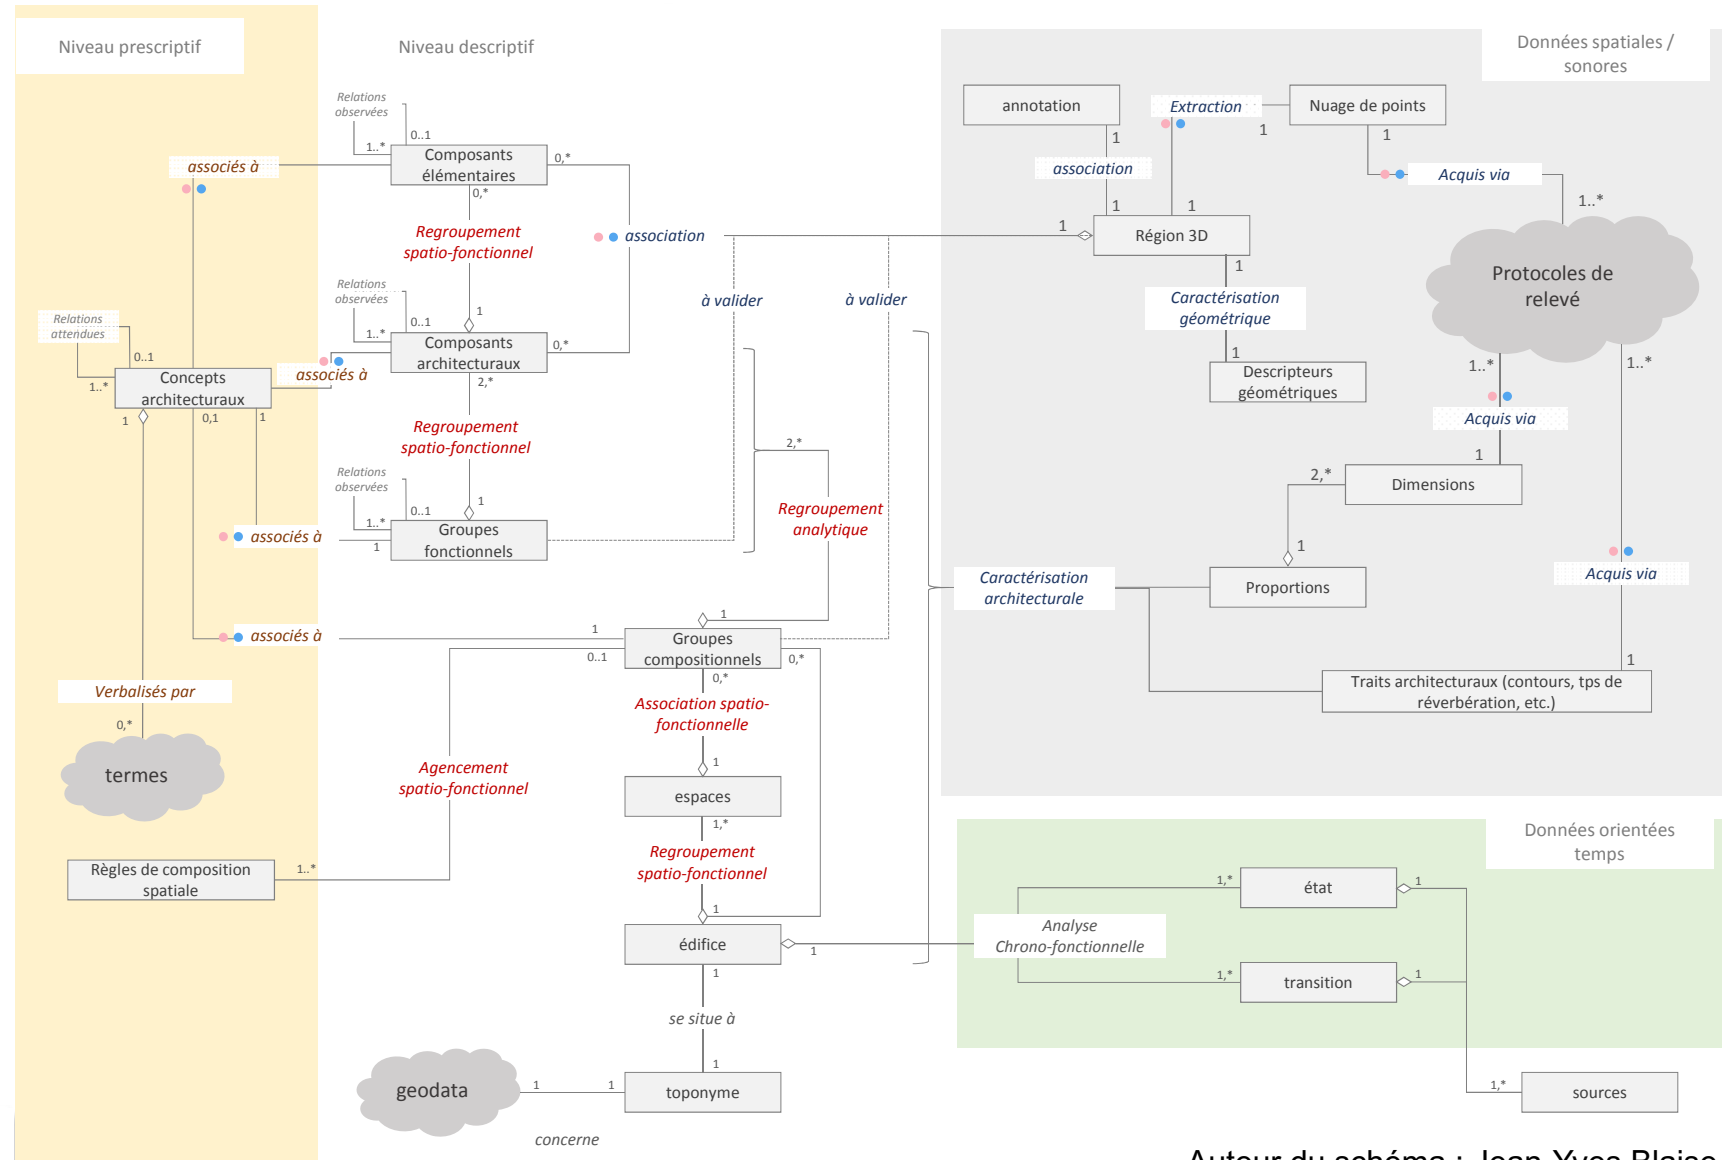 Niveau prescriptif
Niveau descriptif
Données spatiales /
sonores
Relations
observées
0..1
1..*
Composants
élémentaires
0,*
0,*
associés à
Regroupement
spatio-fonctionnel
association
1
Relations
observées
0..1
1..*
1
Composants
architecturaux
0,*
2,*
associés à
Relations
attendues
0..1
1..*
Concepts
architecturaux
1
0,1
1
Regroupement
spatio-fonctionnel
Relations
observées
0..1
1..*
1
1
Groupes
fonctionnels
associés à
à valider
à valider
2,*
Regroupement
analytique
1
associés à
1
0..1
Groupes
compositionnels
0,*
0,*
Verbalisés par
0,*
termes
Association spatio-
fonctionnelle
1
Agencement
spatio-fonctionnel
espaces
1,*
Règles de composition
spatiale
1..*
Regroupement
spatio-fonctionnel
1
édifice
1
1
se situe à
1
geodata
1
1
toponyme
concerne
annotation
1
association
1
Extraction
1
Nuage de points
1
1
Acquis via
1..*
Région 3D
1
Protocoles de
relevé
Caractérisation
géométrique
1
Descripteurs
géométriques
1..*
1..*
Acquis via
1
2,*
Dimensions
1
Caractérisation
architecturale
Proportions
Acquis via
1
Traits architecturaux (contours, tps de
réverbération, etc.)
Données orientées
temps
1,*
état
1
Analyse
Chrono-fonctionnelle
1,*
transition
1
1,*
sources
Auteur du schéma : Jean-Yves Blaise